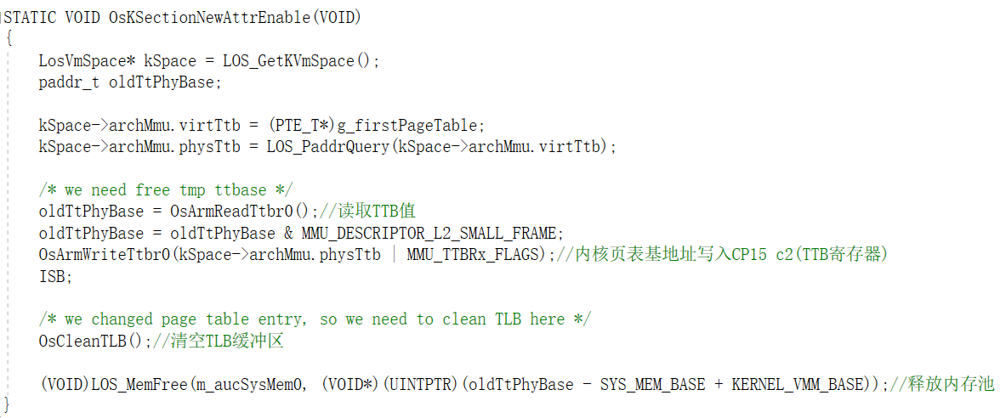 STATIC VOID OsKSectionNewAttrEnable(VOID)
{
    LosVmSpace* kSpace = LOS_GetKVmSpace();
    paddr_t oldTtPhyBase;

    kSpace->archMmu.virtTtb = (PTE_T*)g_firstPageTable;
    kSpace->archMmu.physTtb = LOS_PaddrQuery(kSpace->archMmu.virtTtb);

    /* we need free tmp ttbase */
    oldTtPhyBase = OsArmReadTtbr0();//读取TTB值
    oldTtPhyBase = oldTtPhyBase & MMU_DESCRIPTOR_L2_SMALL_FRAME;
    OsArmWriteTtbr0(kSpace->archMmu.physTtb | MMU_TTBRx_FLAGS);//内核页表基地址写入CP15 c2(TTB寄存器)
    ISB;

    /* we changed page table entry, so we need to clean TLB here */
    OsCleanTLB();//清空TLB缓冲区

    (VOID)LOS_MemFree(m_aucSysMem0, (VOID*)(UINTPTR)(oldTtPhyBase - SYS_MEM_BASE + KERNEL_VMM_BASE));//释放内存池
}